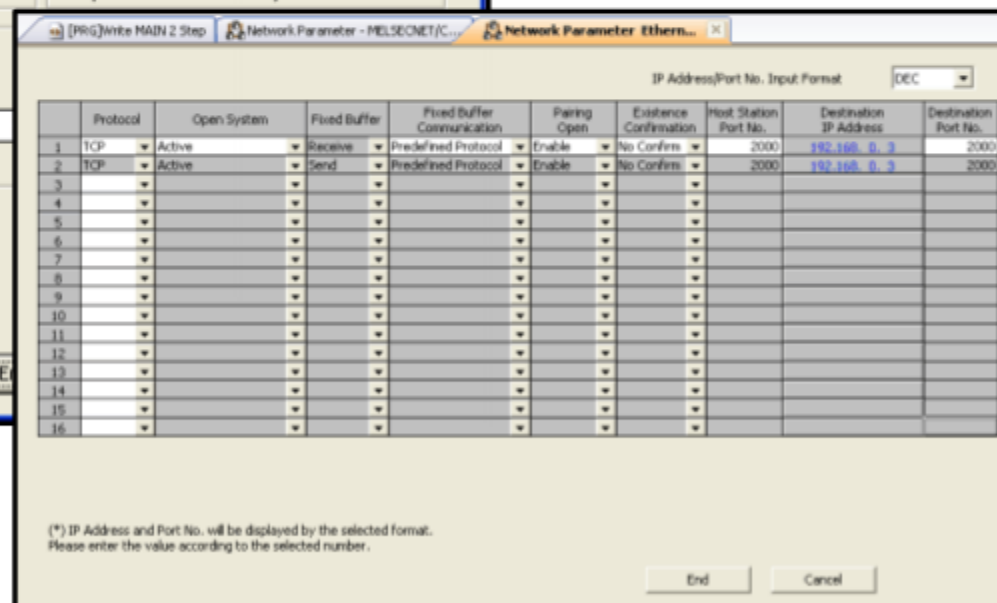 [PRG]Write MAIN 2 Step Network Parameter - MELSECNET/C... Network Parameter Ethern...
IP Address/Port No. Input Format DEC
Protocol Open System Fixed Buffer Fixed Buffer Communication Pairing Open Existence Confirmation Host Station Port No. Destination IP Address Destination Port No.
1 TCP Active Receive Predefined Protocol Enable No Confirm 2000 192.168. 0. 3 2000
2 TCP Active Send Predefined Protocol Enable No Confirm 2000 192.168. 0. 3 2000
3
4
5
6
7
8
9
10
11
12
13
14
15
16
(*) IP Address and Port No. will be displayed by the selected format.
Please enter the value according to the selected number.
End Cancel